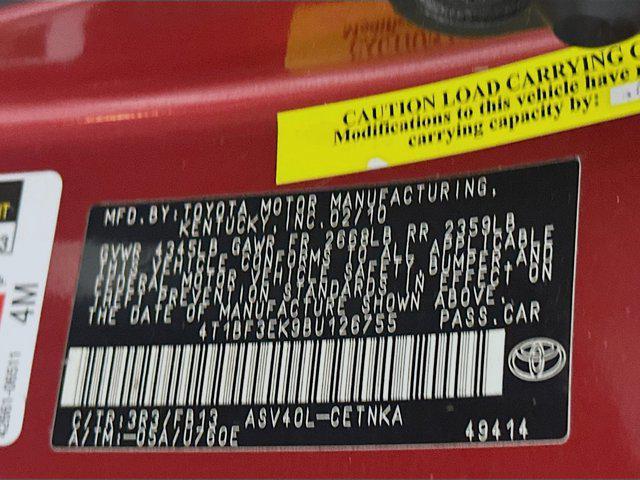 CAUTION LOAD CARRYING
Modifications to this vehicle have
carrying capacity by:
MFD. BY: TOYOTA MOTOR MANUFACTURING,
KENTUCKY, INC. 02/10
GVWR 4345LB GAWR FR 2668LB RR 2359LB
THIS VEHICLE CONFORMS TO ALL APPLICABLE
FEDERAL MOTOR VEHICLE SAFETY, BUMPER, AND
THEFT PREVENTION STANDARDS IN EFFECT ON
THE DATE OF MANUFACTURE SHOWN ABOVE.
4T1BF3EK9BU126755 PASS.CAR
C/TR:3R3/FB13 ASV40L-CETNKA
A/TM:-05A/U760E 49414
4M